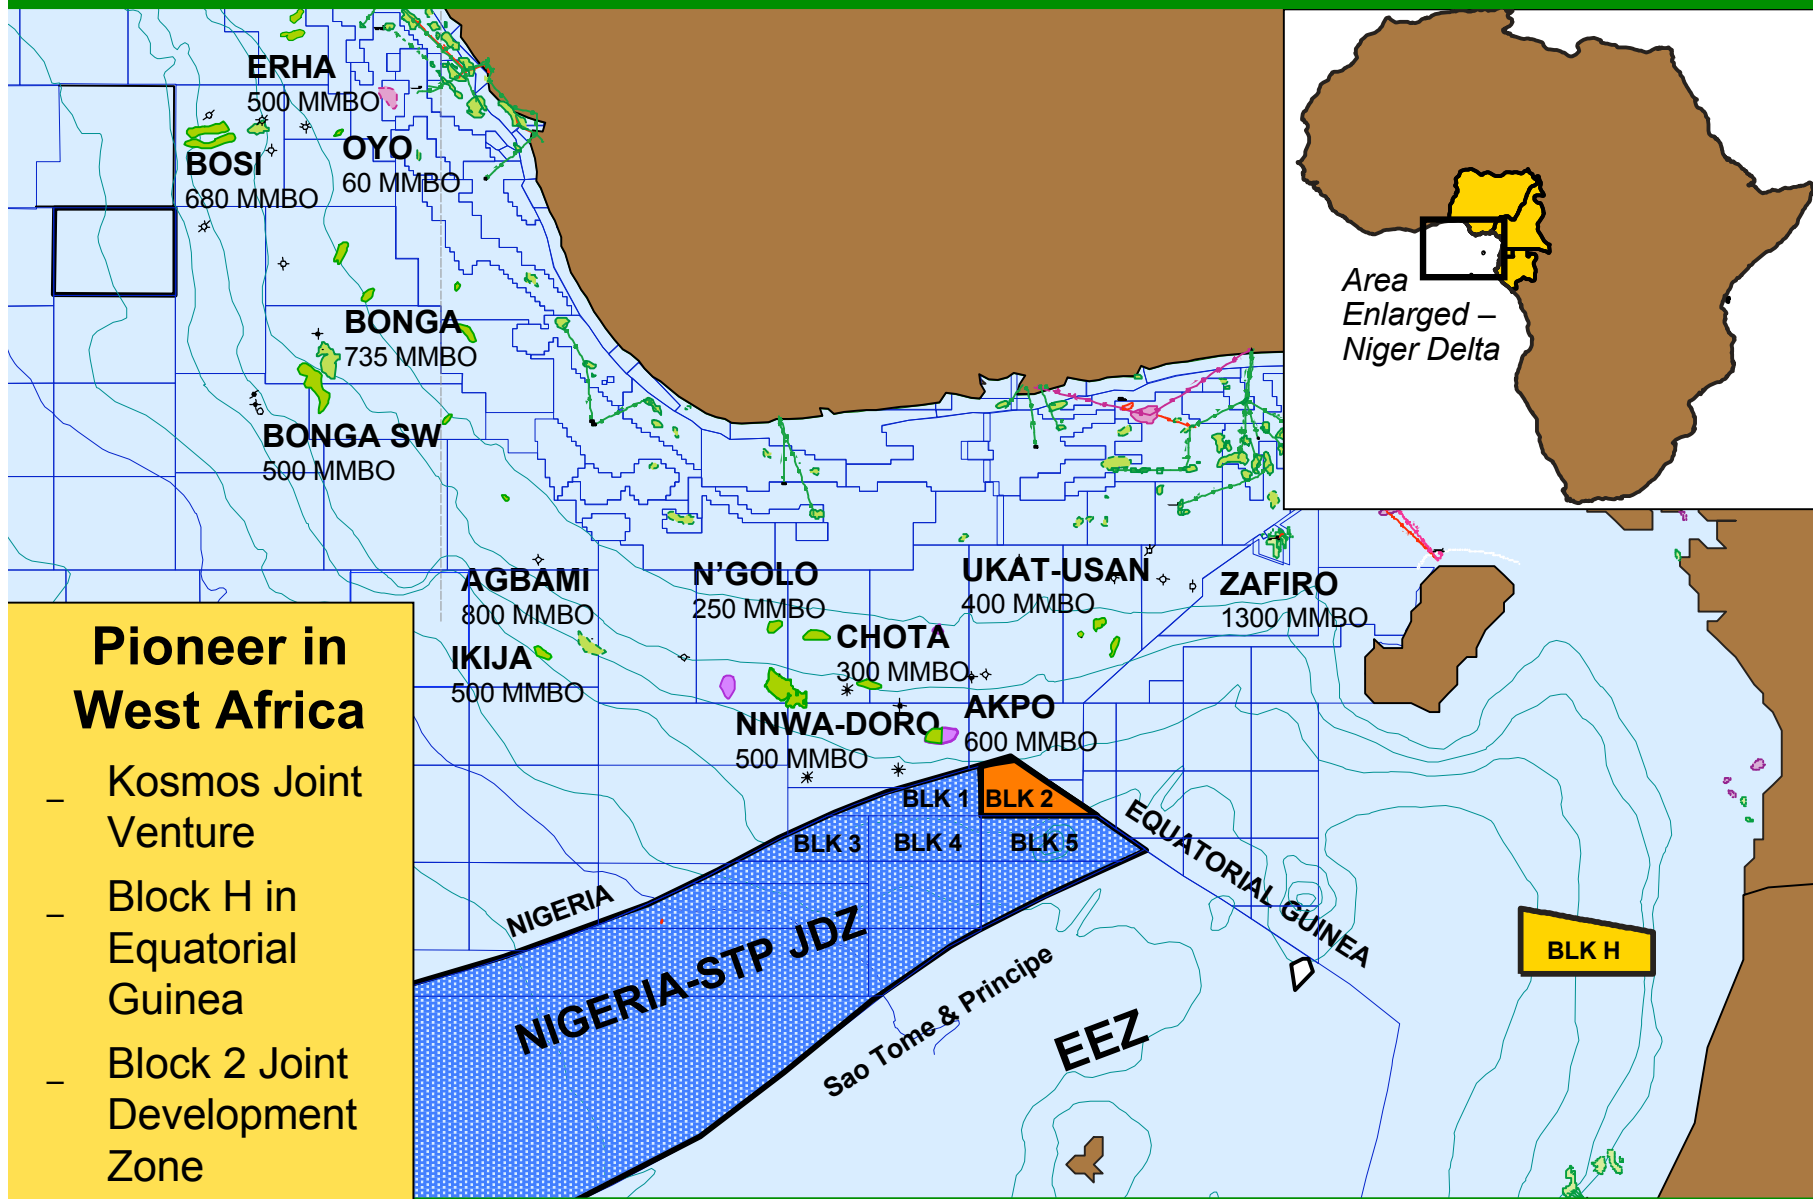 ERHA
500 MMBO
BOSI
680 MMBO
OYO
60 MMBO
BONGA
735 MMBO
BONGA SW
500 MMBO
Area
Enlarged –
Niger Delta
AGBAMI
800 MMBO
IKIJA
500 MMBO
N'GOLO
250 MMBO
CHOTA
300 MMBO
NNWA-DORO
500 MMBO
UKAT-USAN
400 MMBO
AKPO
600 MMBO
ZAFIRO
1300 MMBO
Pioneer in
West Africa
_ Kosmos Joint
Venture
_ Block H in
Equatorial
Guinea
_ Block 2 Joint
Development
Zone
BLK 1
BLK 2
BLK 3
BLK 4
BLK 5
NIGERIA
NIGERIA-STP JDZ
Sao Tome & Principe
EEZ
EQUATORIAL GUINEA
BLK H